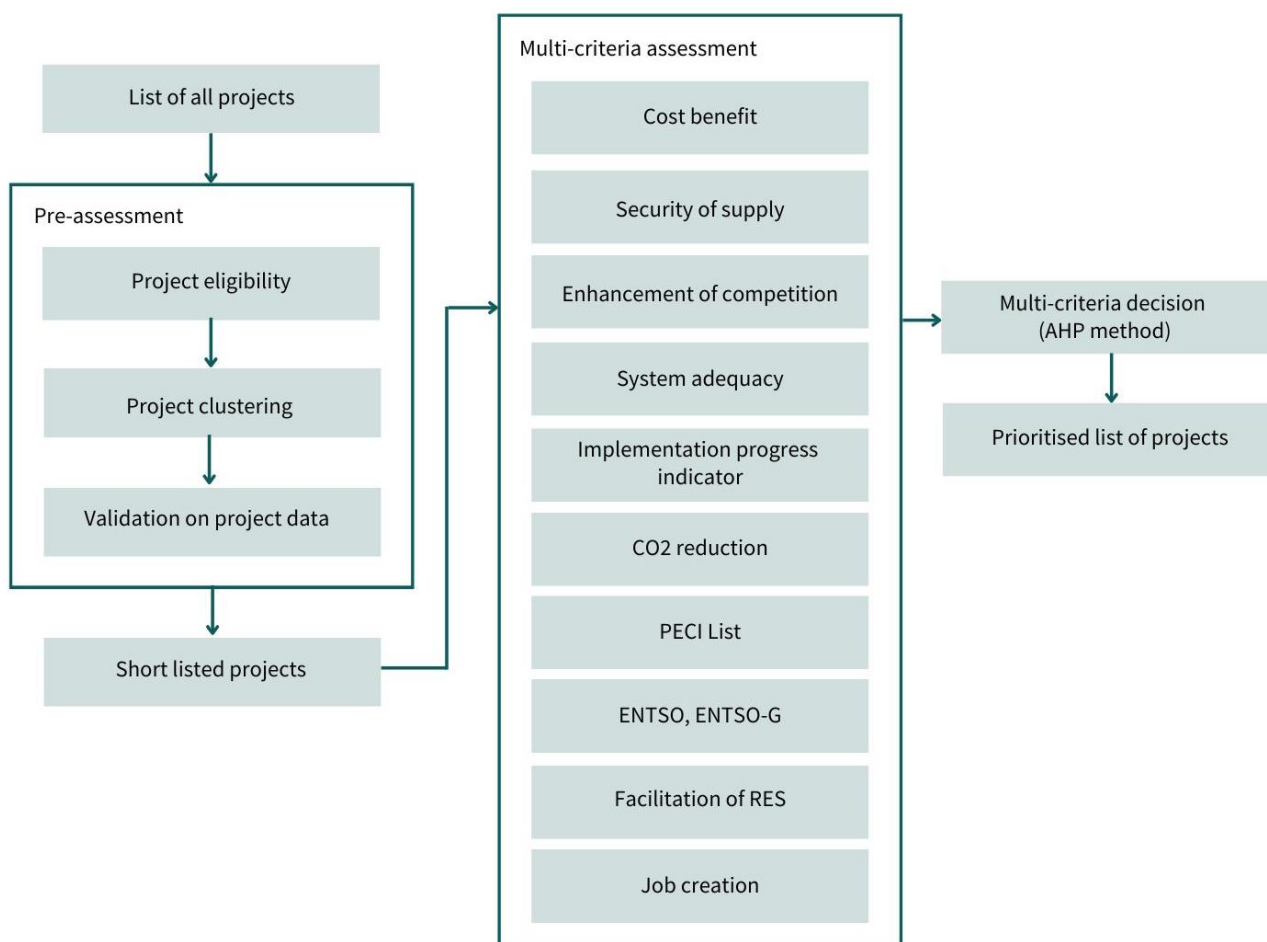 List of all projects
Pre-assessment
Project eligibility
Project clustering
Validation on project data
Short listed projects
Multi-criteria assessment
Cost benefit
Security of supply
Enhancement of competition
System adequacy
Implementation progress
indicator
CO2 reduction
PECI List
ENTSO, ENTSO-G
Facilitation of RES
Job creation
Multi-criteria decision
(AHP method)
Prioritised list of projects